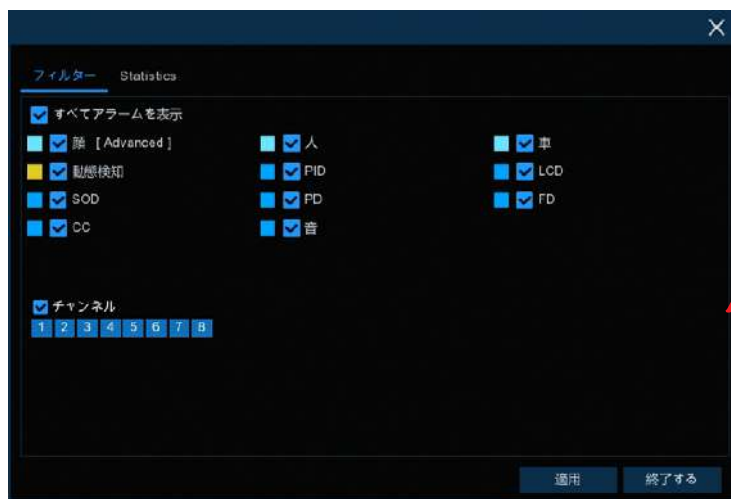 フィルター Statistics
すべてアラームを表示
顔 [Advanced] 人 車
動態検知 PID LCD
SOD PD FD
CC 音
チャンネル
1 2 3 4 5 6 7 8
適用 終了する